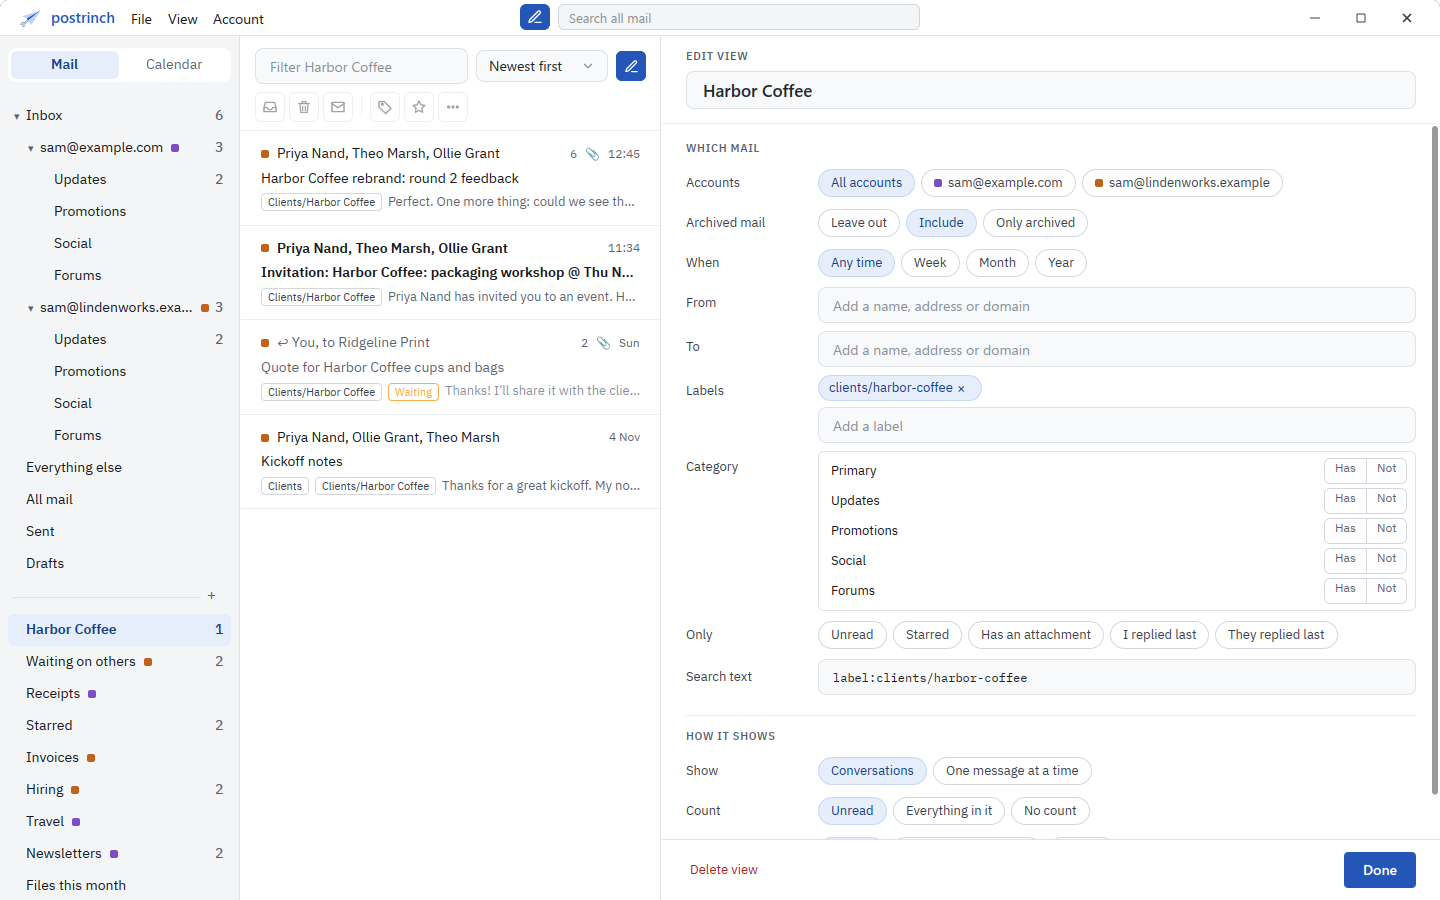 postrinch File View Account
Search all mail
Mail Calendar
Inbox 6
sam@example.com 3
Updates 2
Promotions
Social
Forums
sam@lindenworks.exa... 3
Updates 2
Promotions
Social
Forums
Everything else
All mail
Sent
Drafts
+
Harbor Coffee 1
Waiting on others 2
Receipts
Starred 2
Invoices
Hiring 2
Travel
Newsletters 2
Files this month
Filter Harbor Coffee
Newest first
Priya Nand, Theo Marsh, Ollie Grant 6 12:45
Harbor Coffee rebrand: round 2 feedback
Clients/Harbor Coffee Perfect. One more thing: could we see th...
Priya Nand, Theo Marsh, Ollie Grant 11:34
Invitation: Harbor Coffee: packaging workshop @ Thu N...
Clients/Harbor Coffee Priya Nand has invited you to an event. H...
You, to Ridgeline Print 2 Sun
Quote for Harbor Coffee cups and bags
Clients/Harbor Coffee Waiting Thanks! I'll share it with the clie...
Priya Nand, Ollie Grant, Theo Marsh 4 Nov
Kickoff notes
Clients Clients/Harbor Coffee Thanks for a great kickoff. My no...
EDIT VIEW
Harbor Coffee
WHICH MAIL
Accounts All accounts sam@example.com sam@lindenworks.example
Archived mail Leave out Include Only archived
When Any time Week Month Year
From Add a name, address or domain
To Add a name, address or domain
Labels clients/harbor-coffee ×
Add a label
Category Primary Has Not
Updates Has Not
Promotions Has Not
Social Has Not
Forums Has Not
Only Unread Starred Has an attachment I replied last They replied last
Search text label:clients/harbor-coffee
HOW IT SHOWS
Show Conversations One message at a time
Count Unread Everything in it No count
Delete view Done